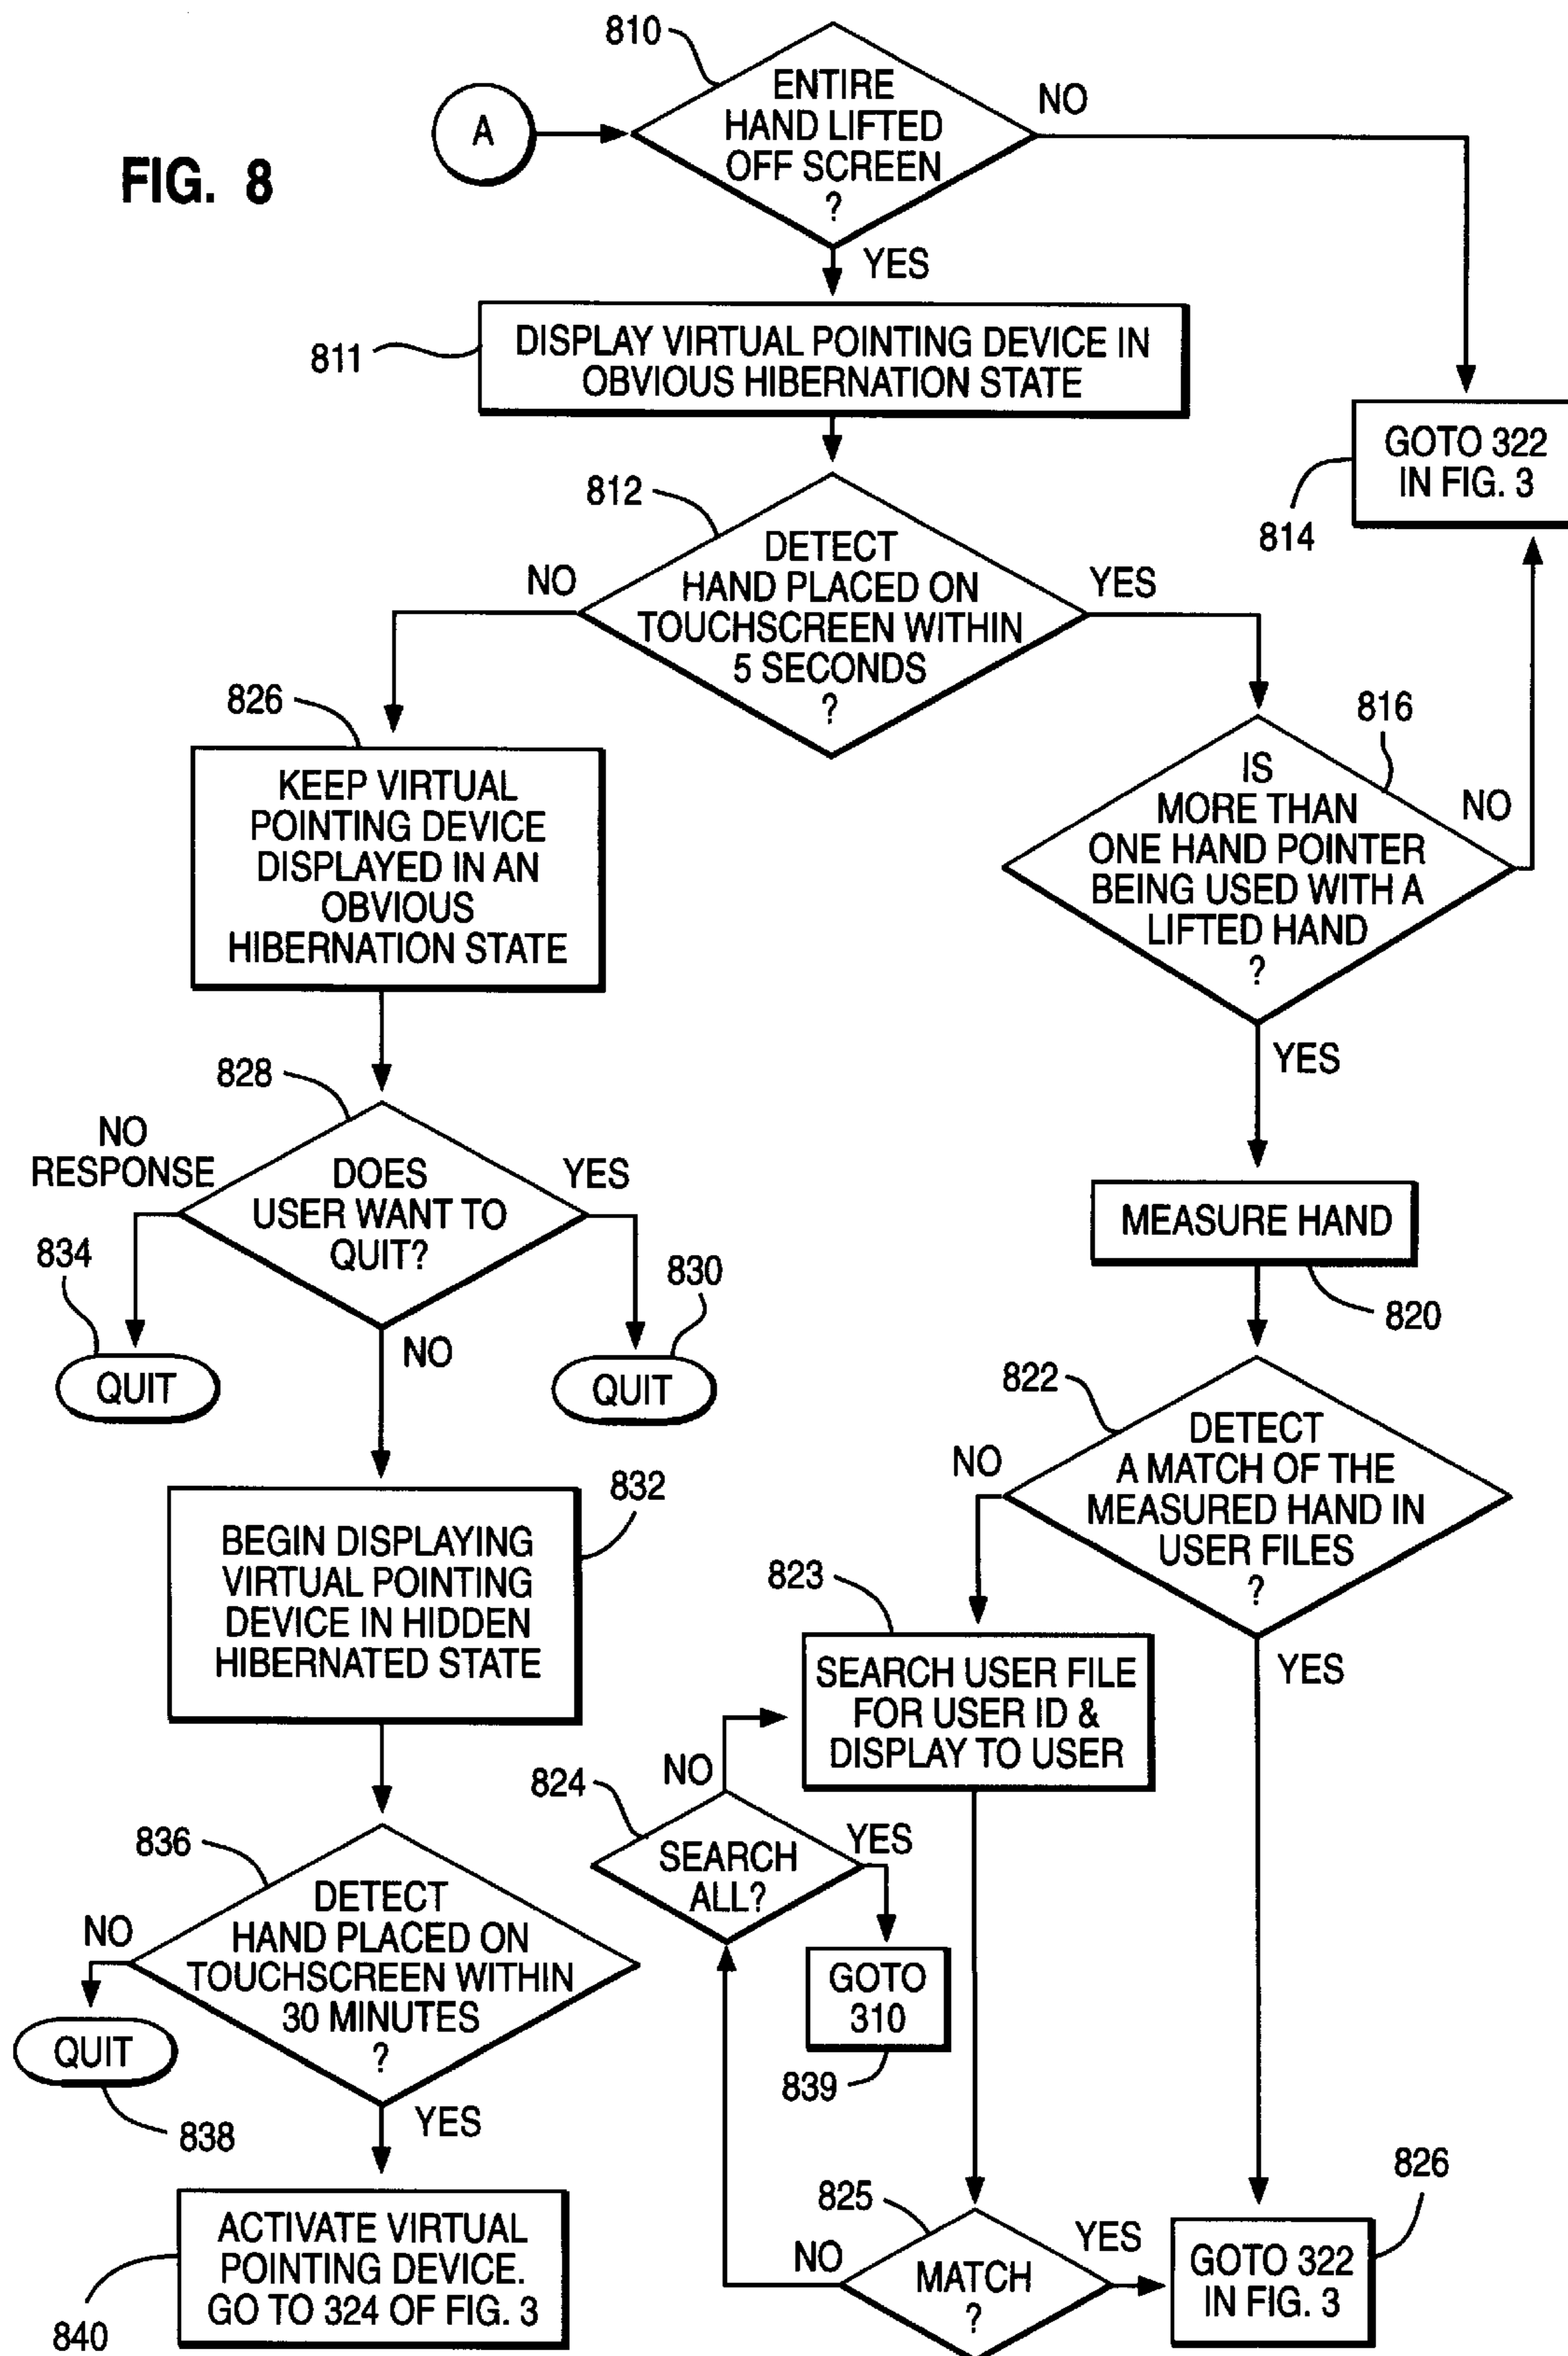 FIG. 8
810
A
ENTIRE
HAND LIFTED
OFF SCREEN
?
NO
YES
811
DISPLAY VIRTUAL POINTING DEVICE IN
OBVIOUS HIBERNATION STATE
GOTO 322
IN FIG. 3
814
812
DETECT
HAND PLACED ON
TOUCHSCREEN WITHIN
5 SECONDS
?
NO
YES
826
KEEP VIRTUAL
POINTING DEVICE
DISPLAYED IN AN
OBVIOUS
HIBERNATION STATE
816
IS
MORE THAN
ONE HAND POINTER
BEING USED WITH A
LIFTED HAND
?
NO
YES
828
NO
RESPONSE
DOES
USER WANT TO
QUIT?
YES
834
QUIT
NO
830
QUIT
MEASURE HAND
820
822
DETECT
A MATCH OF THE
MEASURED HAND IN
USER FILES
?
NO
YES
832
BEGIN DISPLAYING
VIRTUAL POINTING
DEVICE IN HIDDEN
HIBERNATED STATE
823
SEARCH USER FILE
FOR USER ID &
DISPLAY TO USER
824
NO
SEARCH
ALL?
YES
GOTO
310
839
836
DETECT
HAND PLACED ON
TOUCHSCREEN WITHIN
30 MINUTES
?
NO
QUIT
838
YES
840
ACTIVATE VIRTUAL
POINTING DEVICE.
GO TO 324 OF FIG. 3
825
NO
MATCH
?
YES
826
GOTO 322
IN FIG. 3